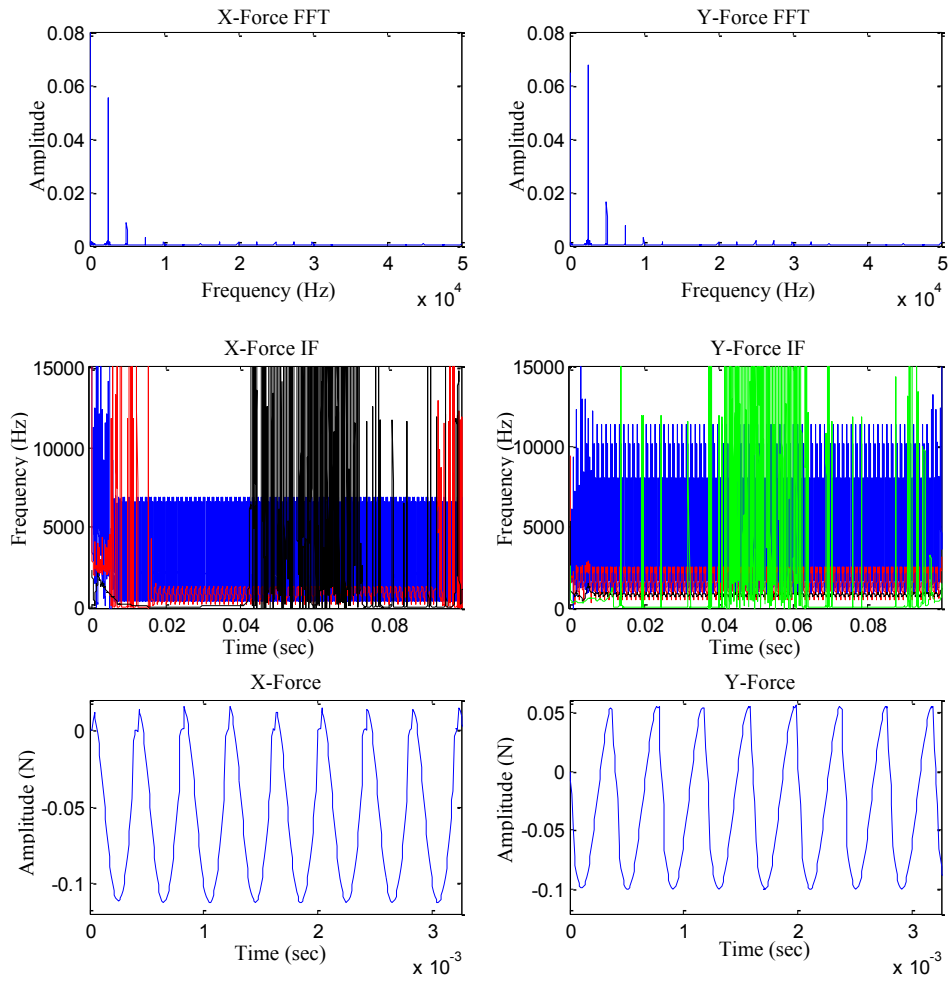 X-Force FFT
0.08
0.06
0.04
0.02
0
Amplitude
0 1 2 3 4 5
Frequency (Hz)
x 10^4
Y-Force FFT
0.08
0.06
0.04
0.02
0
Amplitude
0 1 2 3 4 5
Frequency (Hz)
x 10^4
X-Force IF
15000
10000
5000
0
Frequency (Hz)
0 0.02 0.04 0.06 0.08
Time (sec)
Y-Force IF
15000
10000
5000
0
Frequency (Hz)
0 0.02 0.04 0.06 0.08
Time (sec)
X-Force
0
-0.05
-0.1
Amplitude (N)
0 1 2 3
Time (sec)
x 10^-3
Y-Force
0.05
0
-0.05
-0.1
Amplitude (N)
0 1 2 3
Time (sec)
x 10^-3